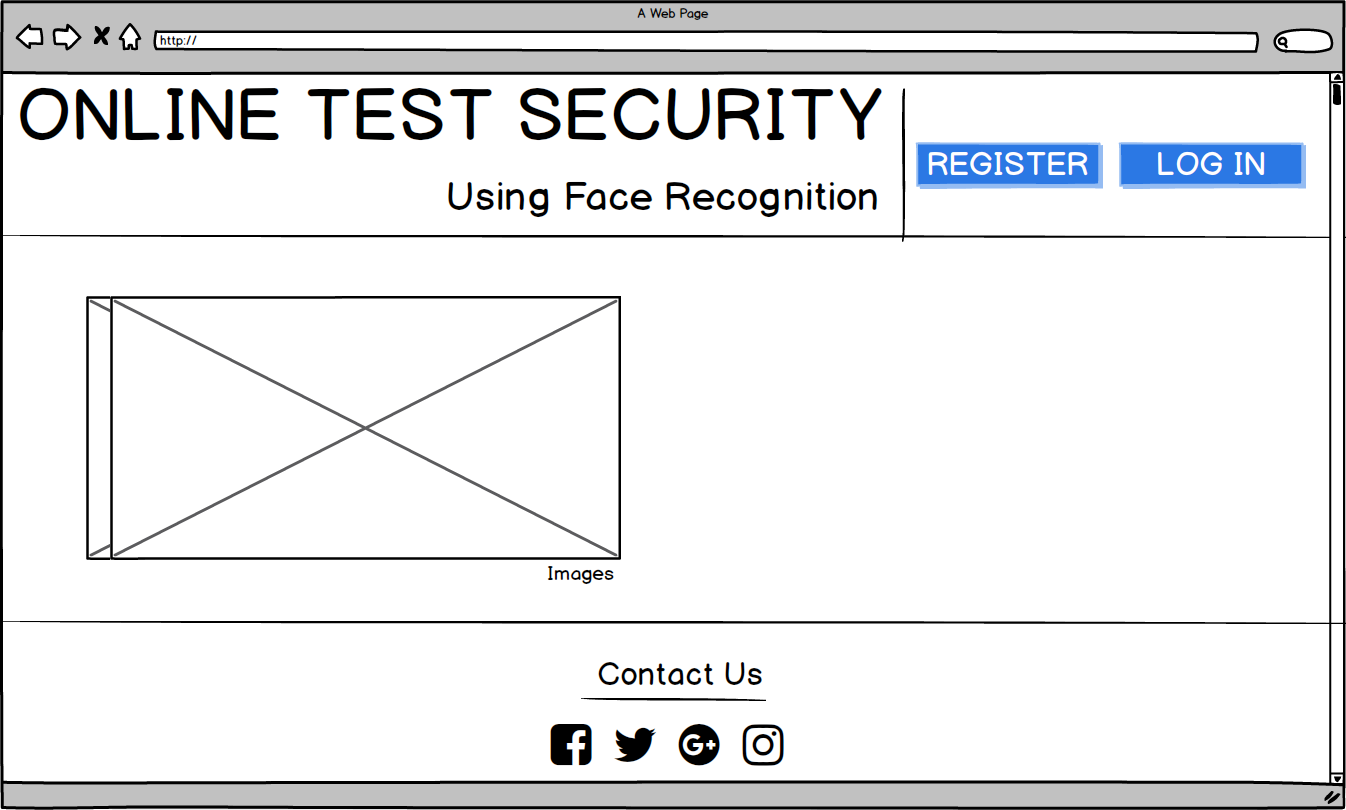 A Web Page
http://
ONLINE TEST SECURITY
Using Face Recognition
REGISTER
LOG IN
Images
Contact Us